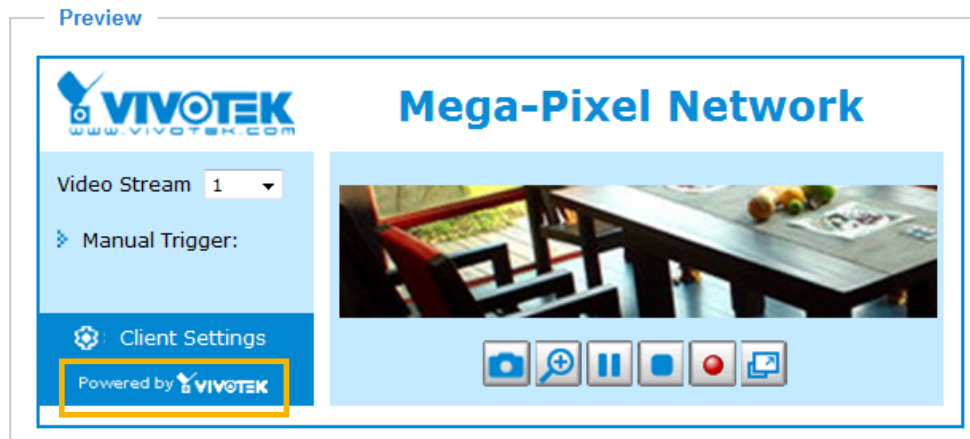 Preview
VIVOTEK
www.vivotek.com
Mega-Pixel Network
Video Stream 1
Manual Trigger:
Client Settings
Powered by VIVOTEK